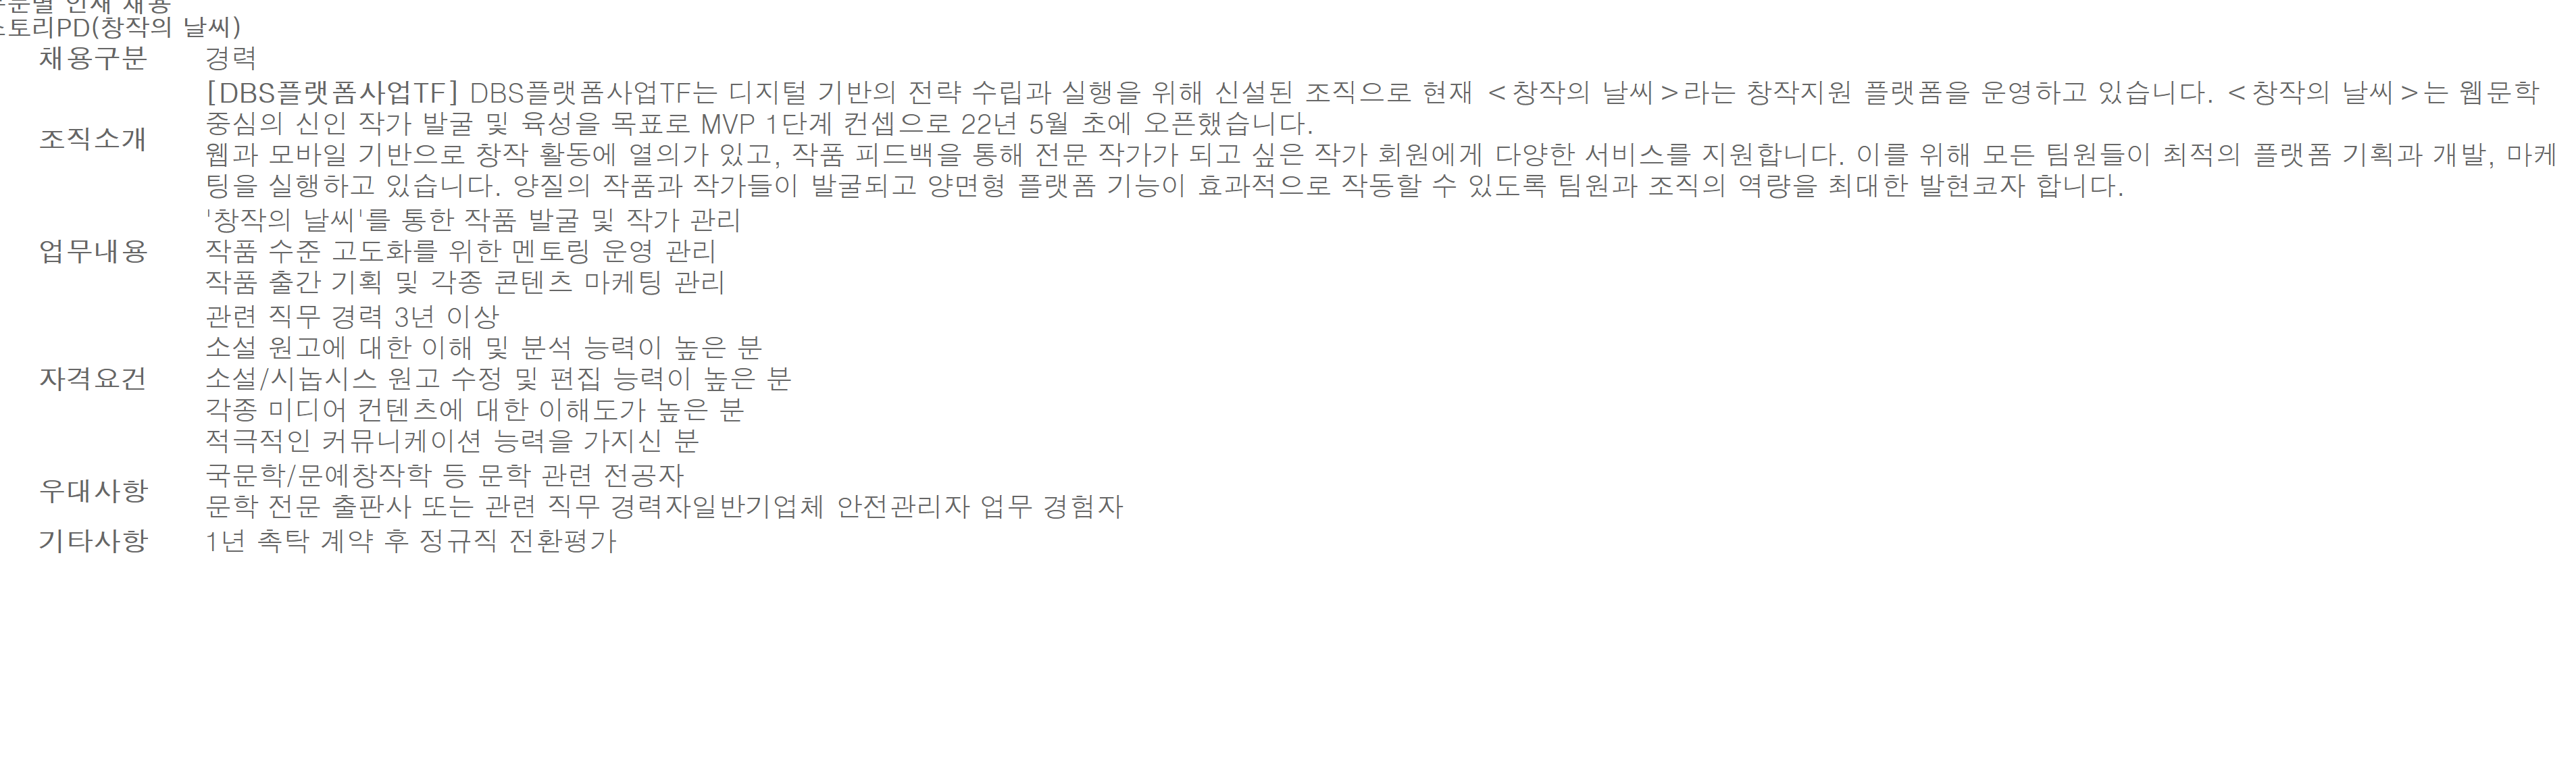 부문별 인재 채용
스토리PD(창작의 날씨)
채용구분 경력
조직소개 [DBS플랫폼사업TF] DBS플랫폼사업TF는 디지털 기반의 전략 수립과 실행을 위해 신설된 조직으로 현재 <창작의 날씨>라는 창작지원 플랫폼을 운영하고 있습니다. <창작의 날씨>는 웹문학
중심의 신인 작가 발굴 및 육성을 목표로 MVP 1단계 컨셉으로 22년 5월 초에 오픈했습니다.
웹과 모바일 기반으로 창작 활동에 열의가 있고, 작품 피드백을 통해 전문 작가가 되고 싶은 작가 회원에게 다양한 서비스를 지원합니다. 이를 위해 모든 팀원들이 최적의 플랫폼 기획과 개발, 마케
팅을 실행하고 있습니다. 양질의 작품과 작가들이 발굴되고 양면형 플랫폼 기능이 효과적으로 작동할 수 있도록 팀원과 조직의 역량을 최대한 발현코자 합니다.
업무내용 '창작의 날씨'를 통한 작품 발굴 및 작가 관리
작품 수준 고도화를 위한 멘토링 운영 관리
작품 출간 기획 및 각종 콘텐츠 마케팅 관리
자격요건 관련 직무 경력 3년 이상
소설 원고에 대한 이해 및 분석 능력이 높은 분
소설/시놉시스 원고 수정 및 편집 능력이 높은 분
각종 미디어 컨텐츠에 대한 이해도가 높은 분
적극적인 커뮤니케이션 능력을 가지신 분
우대사항 국문학/문예창작학 등 문학 관련 전공자
문학 전문 출판사 또는 관련 직무 경력자일반기업체 안전관리자 업무 경험자
기타사항 1년 촉탁 계약 후 정규직 전환평가